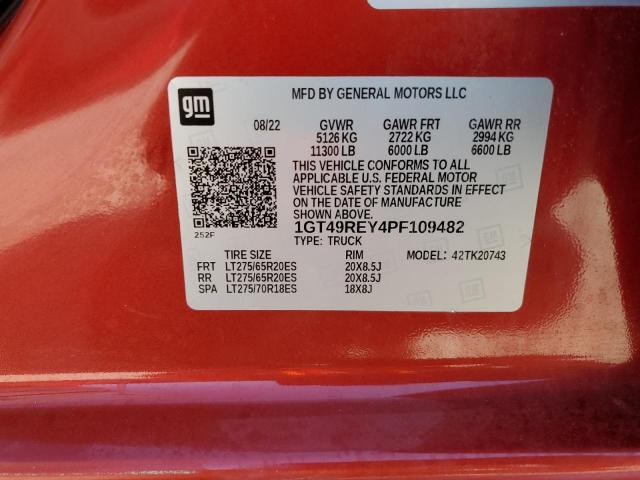 gm
MFD BY GENERAL MOTORS LLC
08/22 GVWR GAWR FRT GAWR RR
5126 KG 2722 KG 2994 KG
11300 LB 6000 LB 6600 LB
THIS VEHICLE CONFORMS TO ALL
APPLICABLE U.S. FEDERAL MOTOR
VEHICLE SAFETY STANDARDS IN EFFECT
ON THE DATE OF MANUFACTURE
SHOWN ABOVE.
252F
1GT49REY4PF109482
TYPE: TRUCK
TIRE SIZE RIM MODEL: 42TK20743
FRT LT275/65R20ES 20X8.5J
RR LT275/65R20ES 20X8.5J
SPA LT275/70R18ES 18X8J